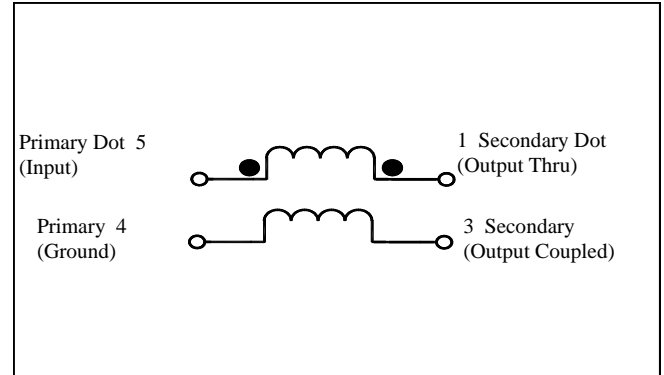 Primary Dot 5
(Input)
1 Secondary Dot
(Output Thru)
Primary 4
(Ground)
3 Secondary
(Output Coupled)